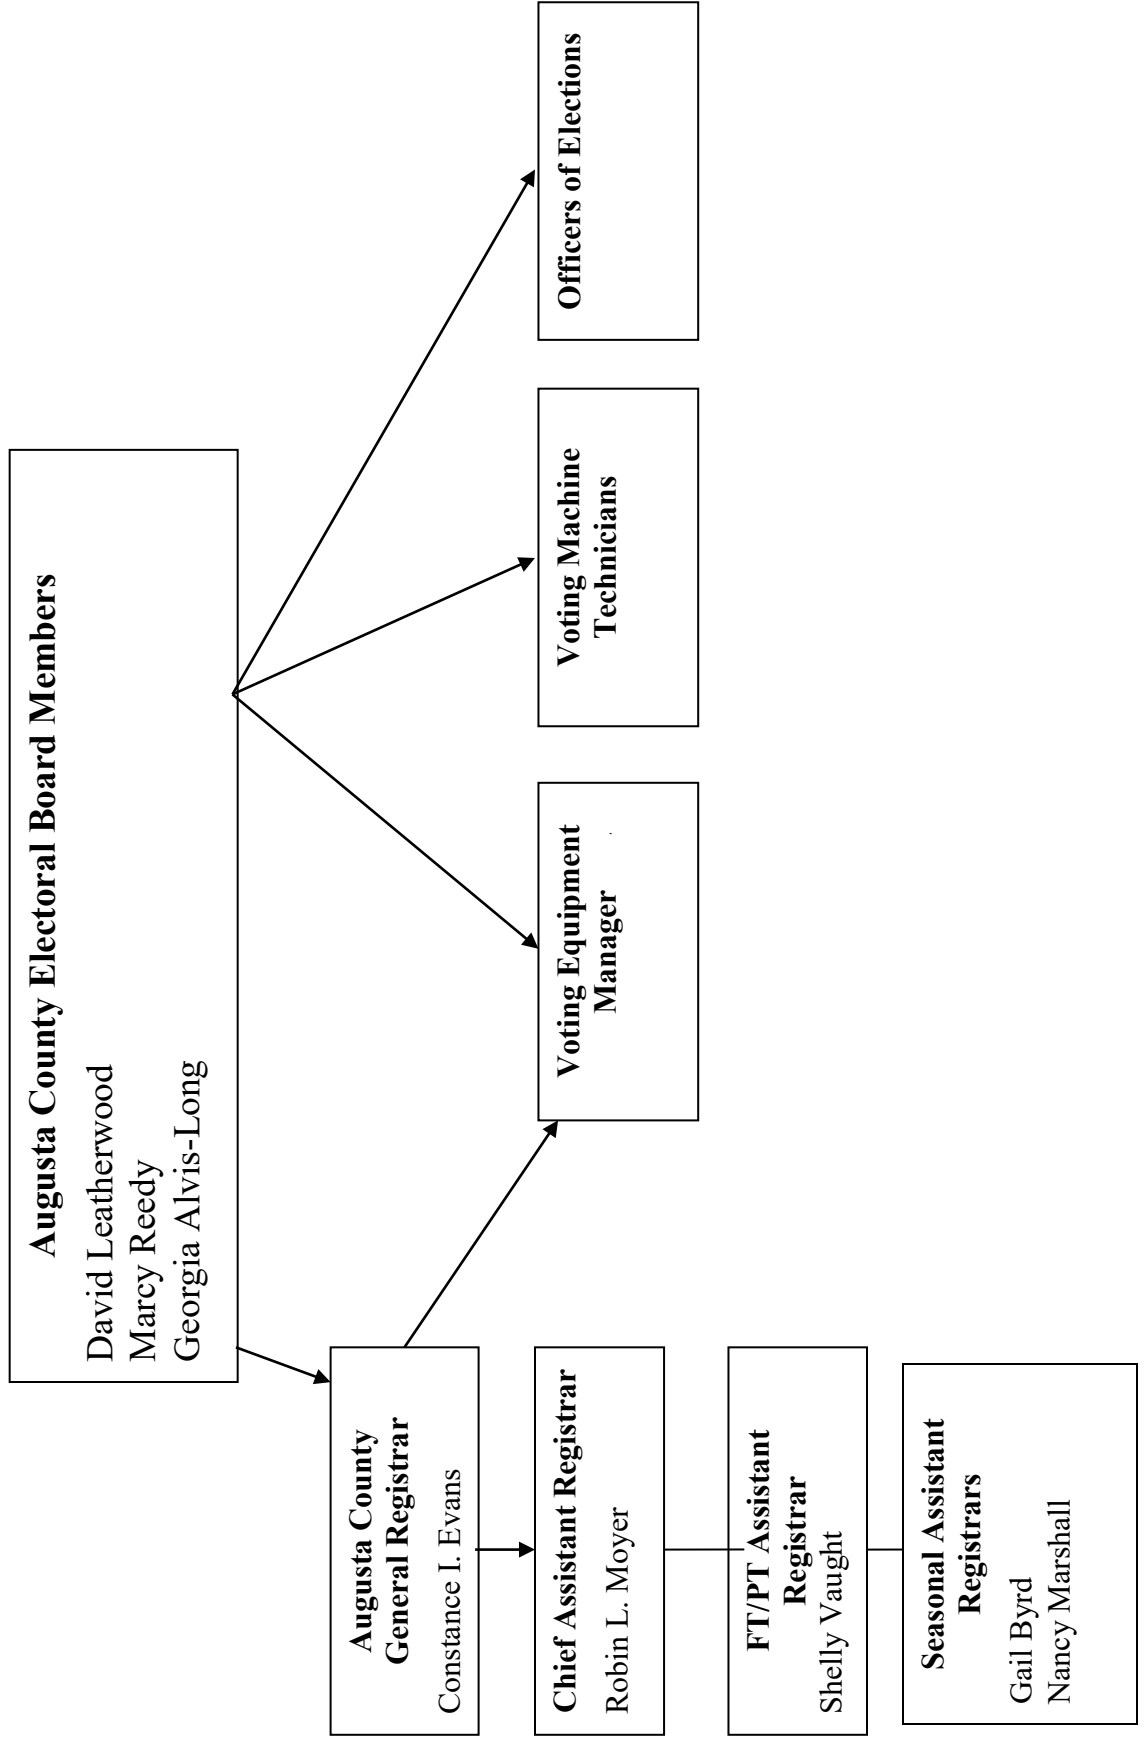 Augusta County Electoral Board Members
David Leatherwood
Marcy Reedy
Georgia Alvis-Long
Augusta County
General Registrar
Constance I. Evans
Chief Assistant Registrar
Robin L. Moyer
FT/PT Assistant
Registrar
Shelly Vaught
Seasonal Assistant
Registrars
Gail Byrd
Nancy Marshall
Voting Equipment
Manager
Voting Machine
Technicians
Officers of Elections